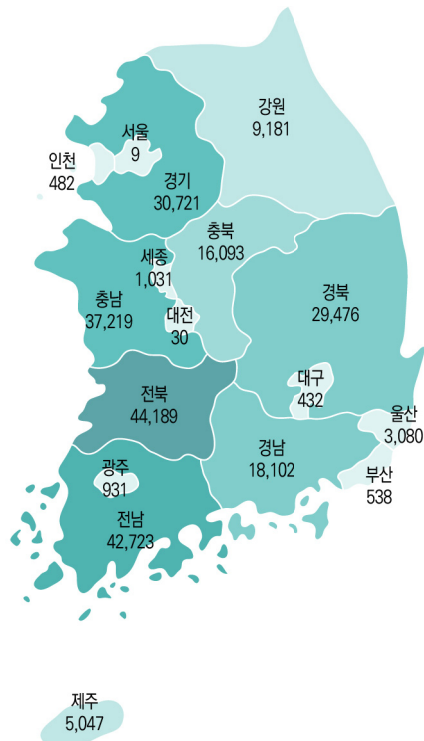 강원
9,181
서울
9
인천
482
경기
30,721
충북
16,093
세종
1,031
충남
37,219
대전
30
경북
29,476
대구
432
전북
44,189
울산
3,080
경남
18,102
부산
538
광주
931
전남
42,723
제주
5,047